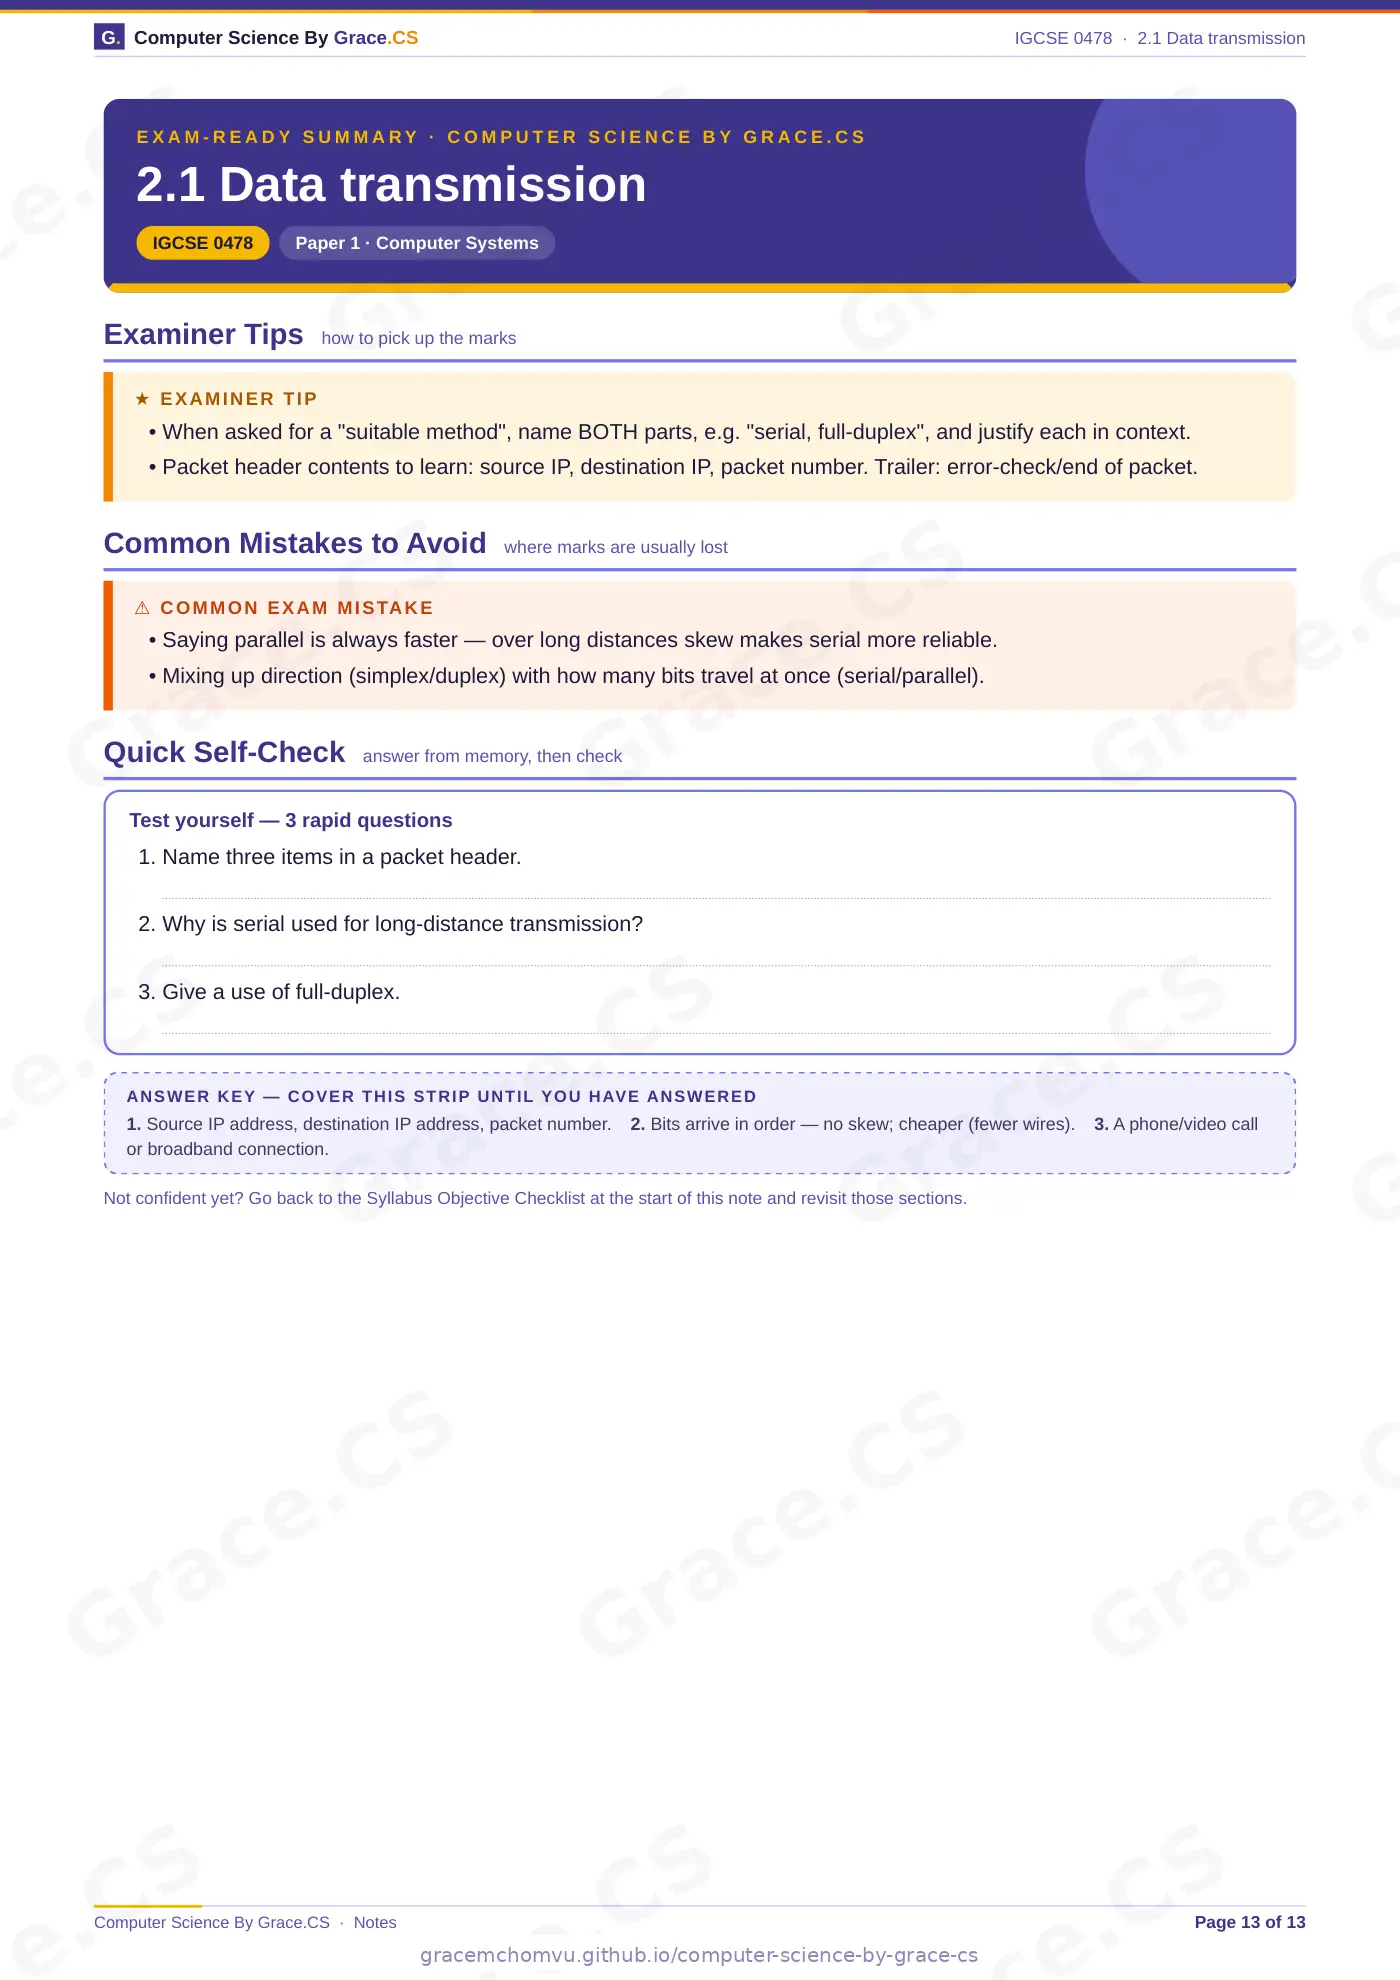 G. Computer Science By Grace.CS
IGCSE 0478 · 2.1 Data transmission
EXAM-READY SUMMARY · COMPUTER SCIENCE BY GRACE.CS
2.1 Data transmission
IGCSE 0478
Paper 1 · Computer Systems
Examiner Tips how to pick up the marks
★ EXAMINER TIP
• When asked for a "suitable method", name BOTH parts, e.g. "serial, full-duplex", and justify each in context.
• Packet header contents to learn: source IP, destination IP, packet number. Trailer: error-check/end of packet.
Common Mistakes to Avoid where marks are usually lost
⚠ COMMON EXAM MISTAKE
• Saying parallel is always faster — over long distances skew makes serial more reliable.
• Mixing up direction (simplex/duplex) with how many bits travel at once (serial/parallel).
Quick Self-Check answer from memory, then check
Test yourself — 3 rapid questions
1. Name three items in a packet header.
2. Why is serial used for long-distance transmission?
3. Give a use of full-duplex.
ANSWER KEY — COVER THIS STRIP UNTIL YOU HAVE ANSWERED
1. Source IP address, destination IP address, packet number. 2. Bits arrive in order — no skew; cheaper (fewer wires). 3. A phone/video call
or broadband connection.
Not confident yet? Go back to the Syllabus Objective Checklist at the start of this note and revisit those sections.
Computer Science By Grace.CS · Notes
Page 13 of 13
gracemchomvu.github.io/computer-science-by-grace-cs
Grace.CS